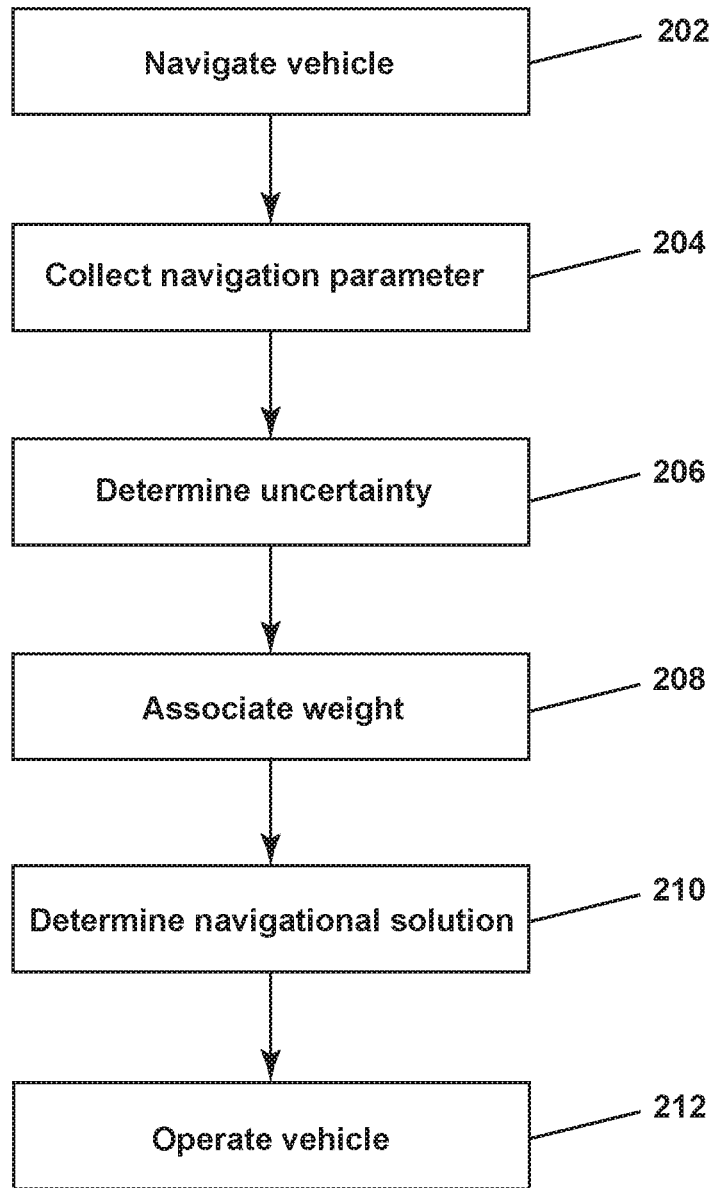 Navigate vehicle
202
Collect navigation parameter
204
Determine uncertainty
206
Associate weight
208
Determine navigational solution
210
Operate vehicle
212